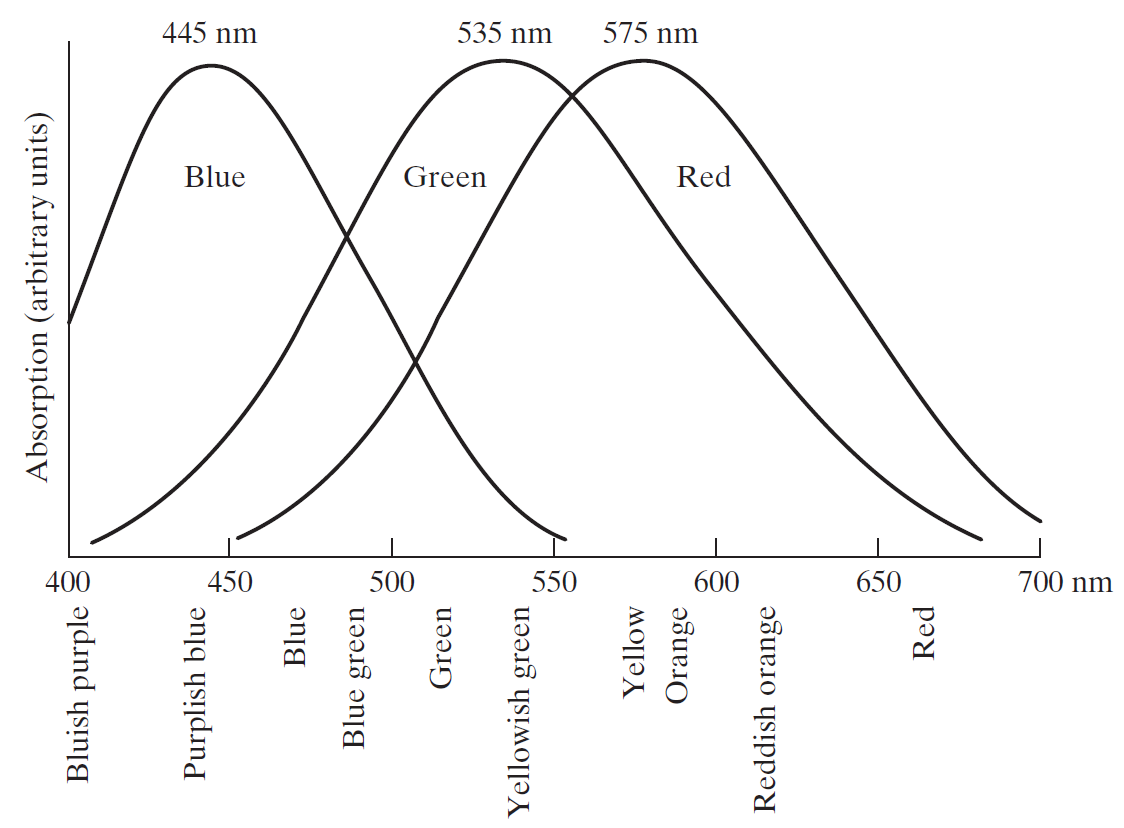 445 nm
535 nm
575 nm
Absorption (arbitrary units)
Blue
Green
Red
400
450
500
550
600
650
700 nm
Bluish purple
Purplish blue
Blue
Blue green
Green
Yellowish green
Yellow
Orange
Reddish orange
Red